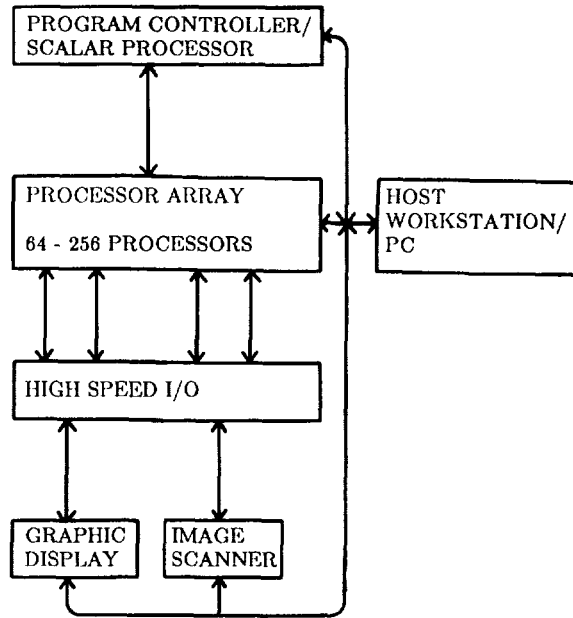 PROGRAM CONTROLLER/
SCALAR PROCESSOR
PROCESSOR ARRAY
64 - 256 PROCESSORS
HOST
WORKSTATION/
PC
HIGH SPEED I/O
GRAPHIC
DISPLAY
IMAGE
SCANNER